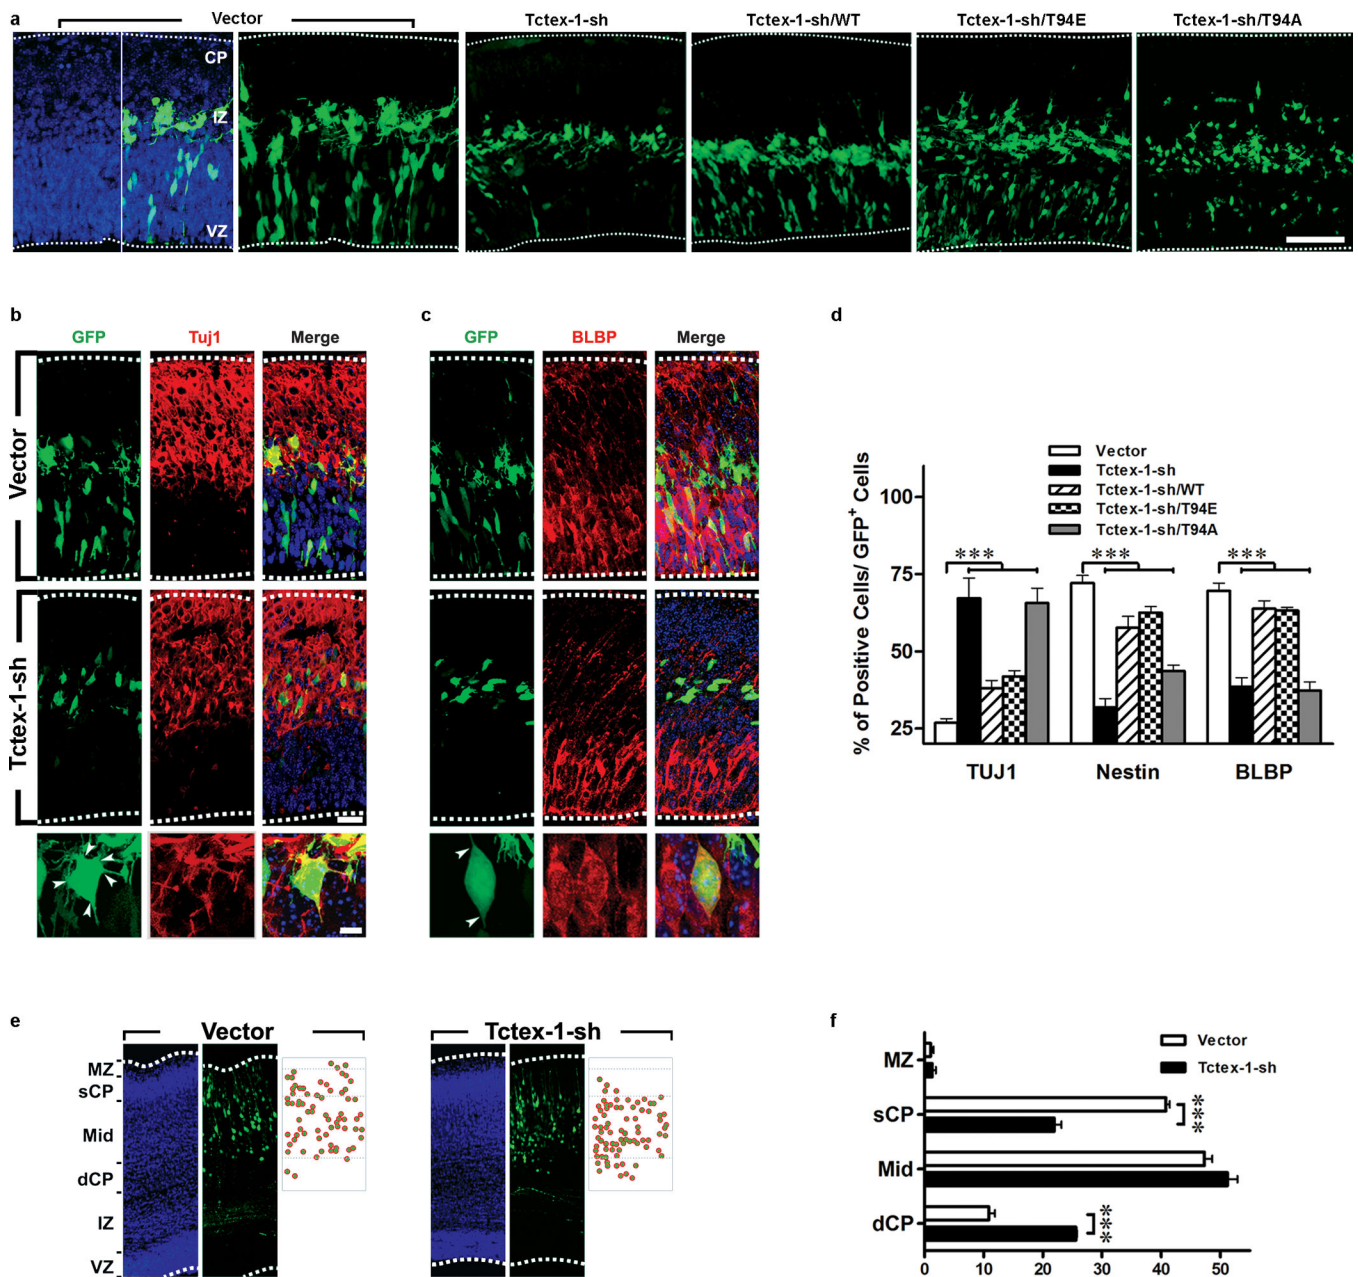 a
Vector
Tctex-1-sh
Tctex-1-sh/WT
Tctex-1-sh/T94E
Tctex-1-sh/T94A
CP
IZ
VZ
b
GFP
Tuj1
Merge
Vector
Tctex-1-sh
c
GFP
BLBP
Merge
d
Vector
Tctex-1-sh
Tctex-1-sh/WT
Tctex-1-sh/T94E
Tctex-1-sh/T94A
% of Positive Cells/ GFP+ Cells
100
75
50
25
***
***
***
TUJ1
Nestin
BLBP
e
Vector
Tctex-1-sh
MZ
sCP
Mid
dCP
IZ
VZ
f
Vector
Tctex-1-sh
MZ
sCP
Mid
dCP
***
***
0
10
20
30
40
50